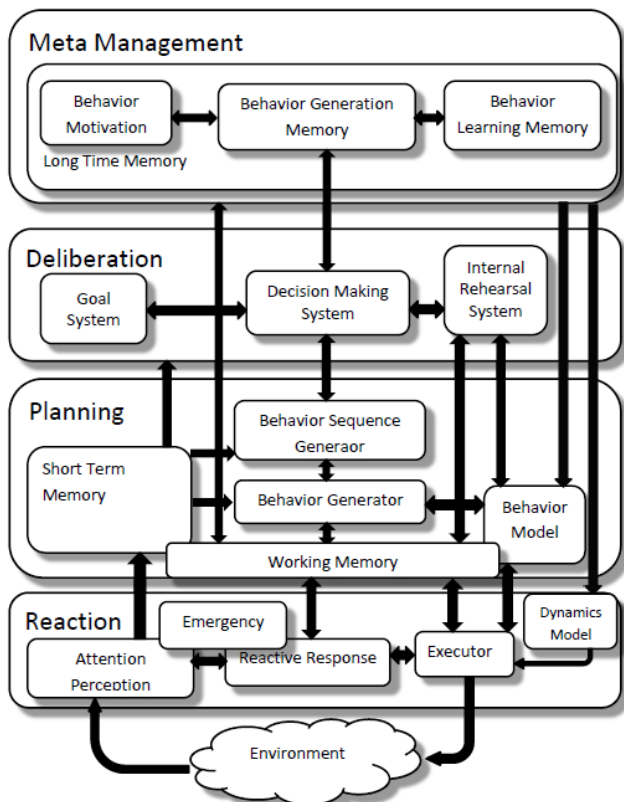 Meta Management
Behavior
Motivation
Behavior Generation
Memory
Behavior
Learning Memory
Long Time Memory
Deliberation
Goal
System
Decision Making
System
Internal
Rehearsal
System
Planning
Behavior Sequence
Generaor
Short Term
Memory
Behavior Generator
Behavior
Model
Working Memory
Reaction
Emergency
Dynamics
Model
Attention
Perception
Reactive Response
Executor
Environment